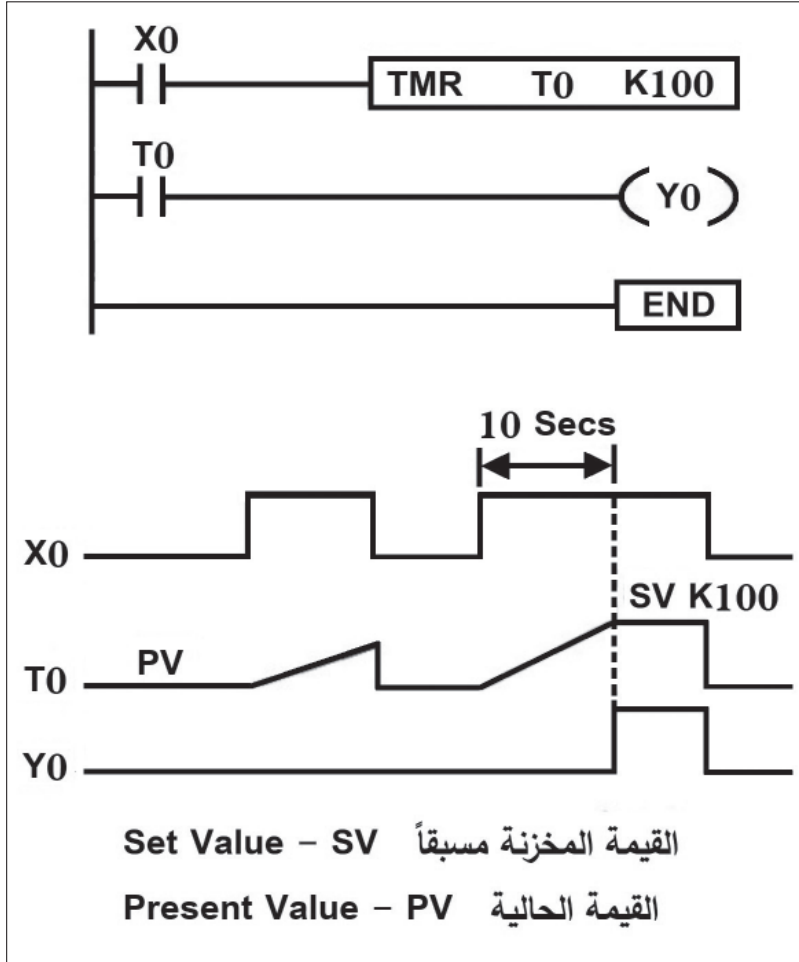 X0
TMR T0 K100
T0
Y0
END
10 Secs
X0
SV K100
PV
T0
Y0
Set Value – SV القيمة المخزنة مسبقاً
Present Value – PV القيمة الحالية